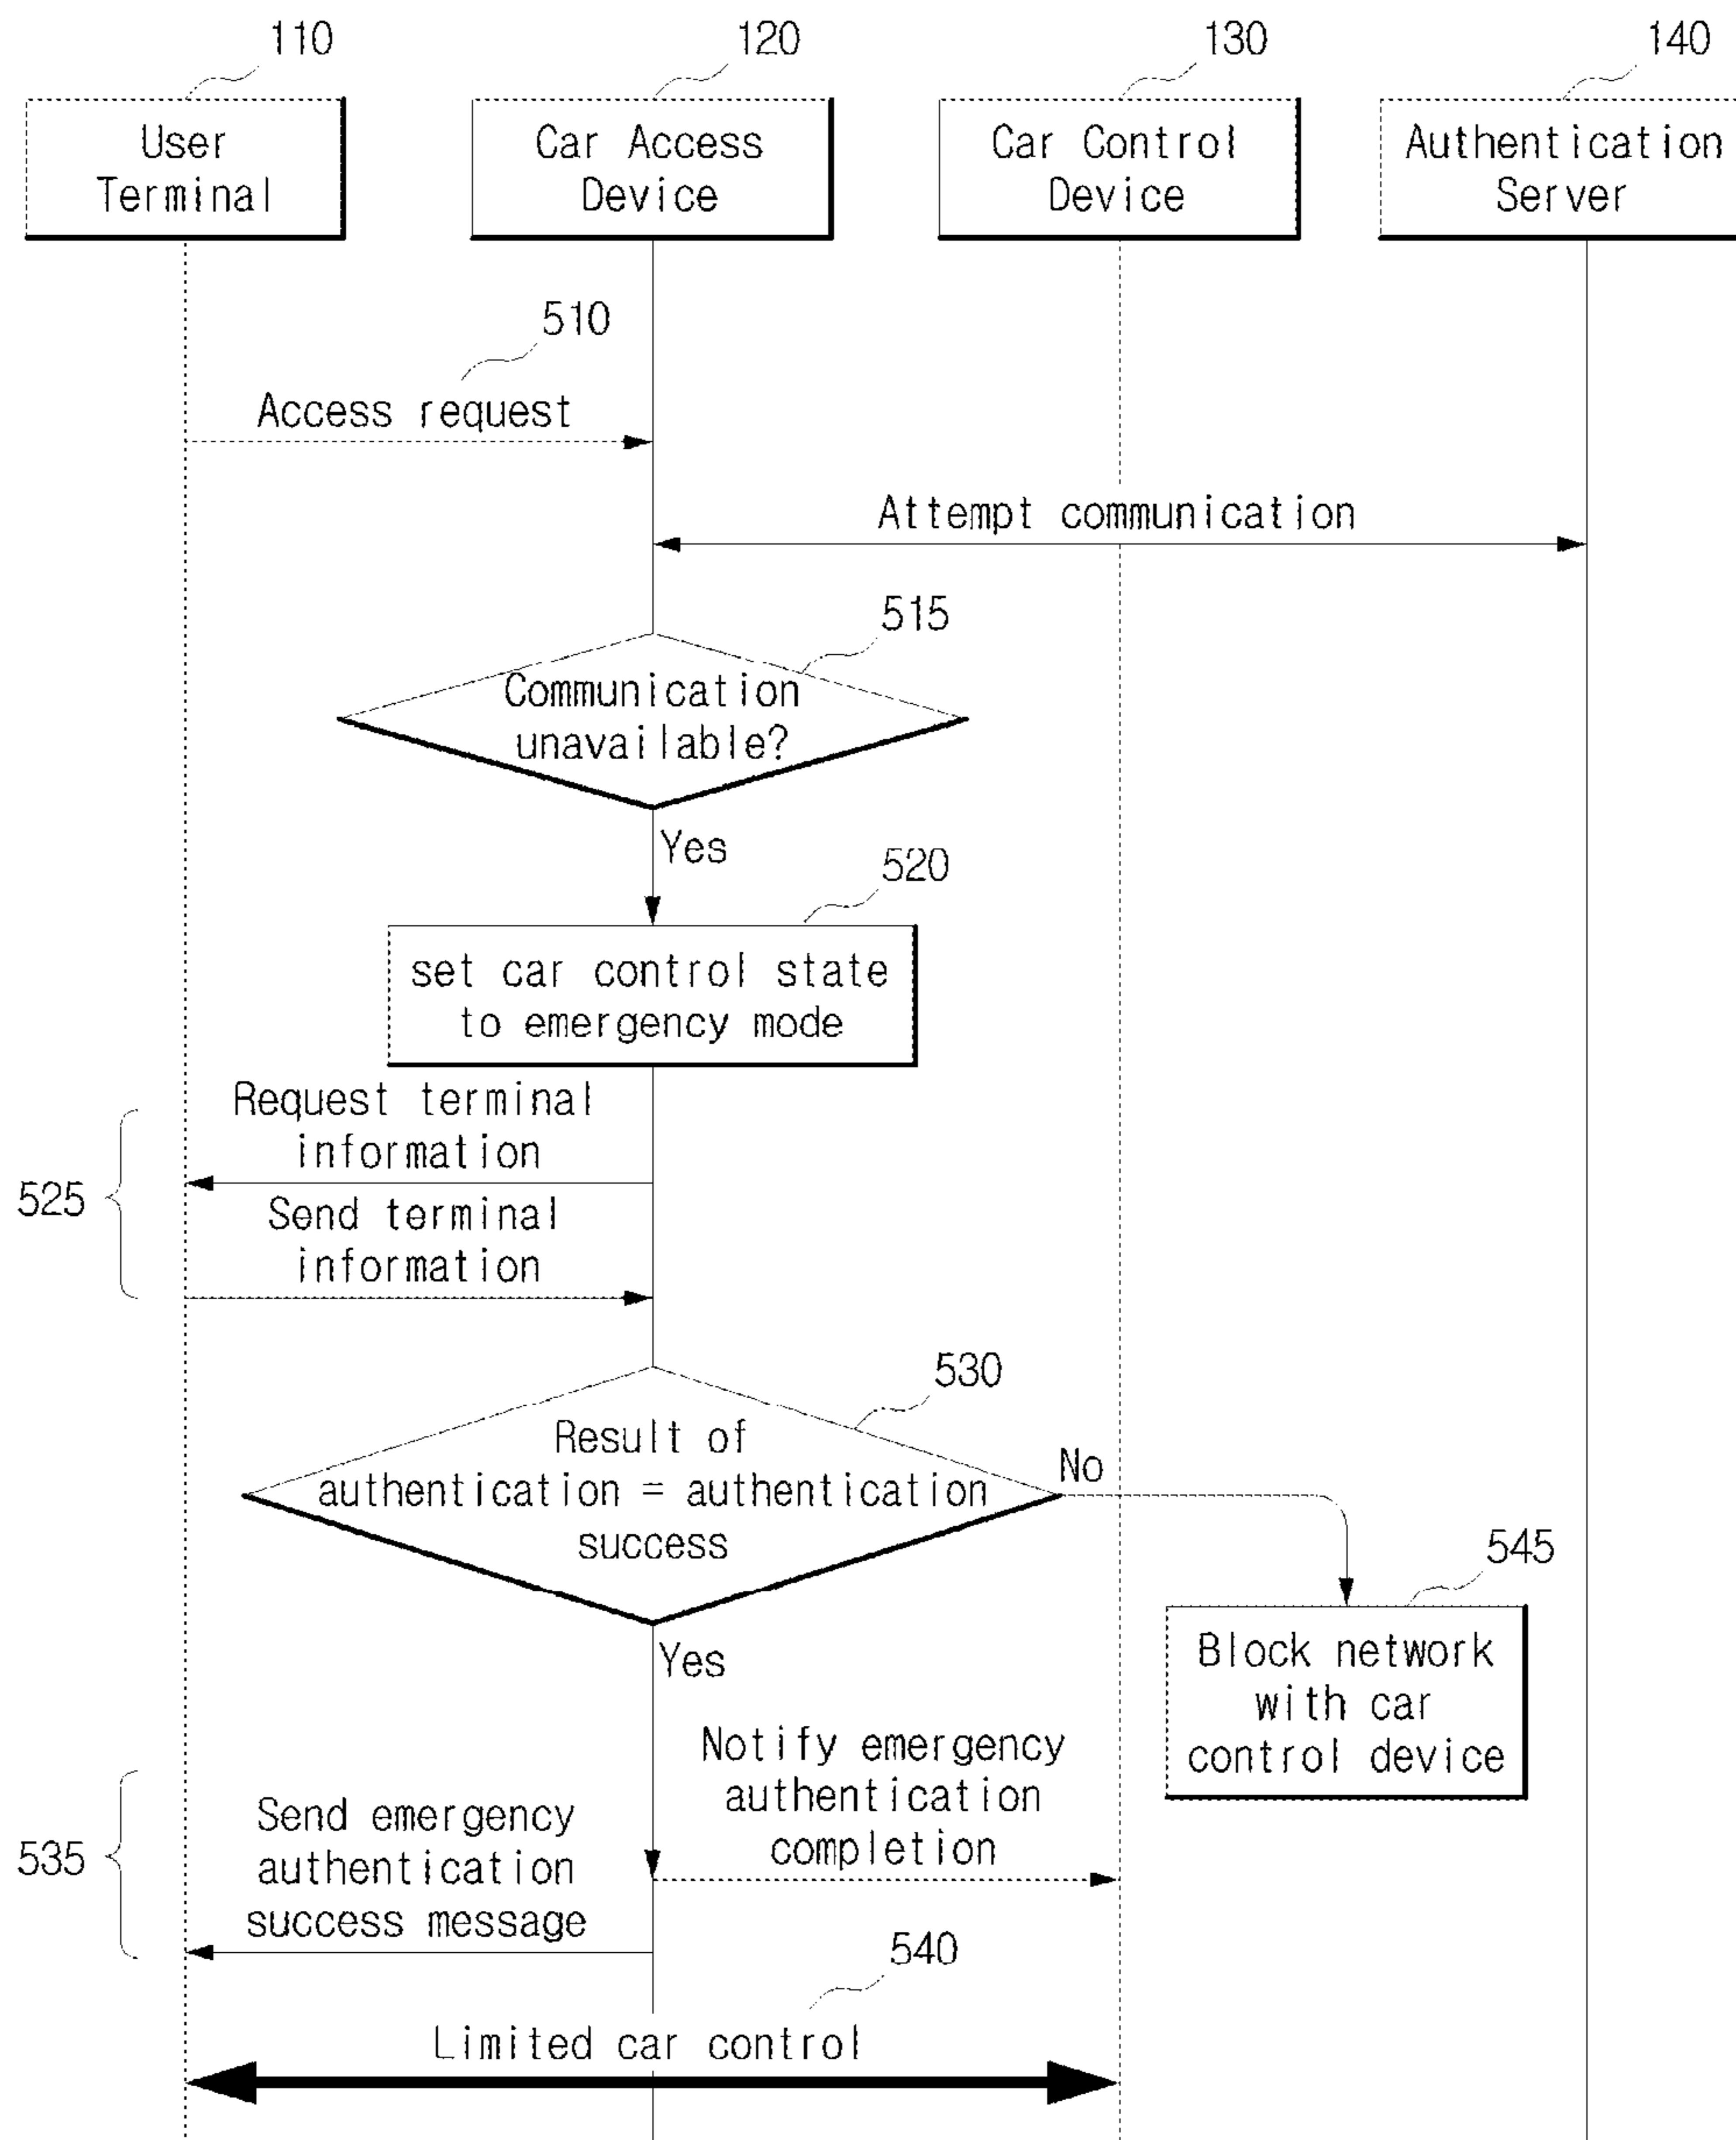 110
120
130
140
User
Terminal
Car Access
Device
Car Control
Device
Authentication
Server
510
Access request
Attempt communication
515
Communication
unavailable?
Yes
520
set car control state
to emergency mode
525
Request terminal
information
Send terminal
information
530
Result of
authentication = authentication
success
No
545
Block network
with car
control device
Yes
Notify emergency
authentication
completion
535
Send emergency
authentication
success message
540
Limited car control